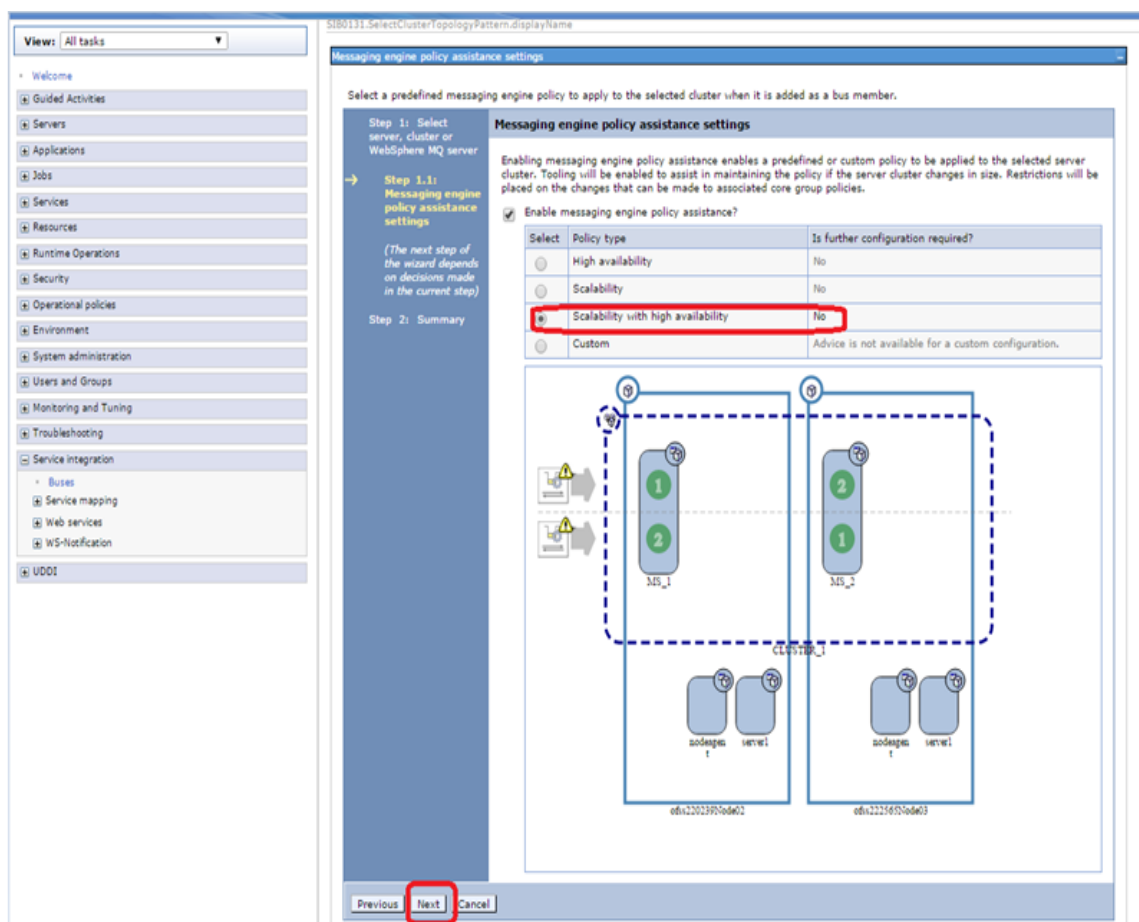 SIB0131.SelectClusterTopologyPattern.displayName
View: All tasks
Welcome
Guided Activities
Servers
Applications
Jobs
Services
Resources
Runtime Operations
Security
Operational policies
Environment
System administration
Users and Groups
Monitoring and Tuning
Troubleshooting
Service integration
Buses
Service mapping
Web services
WS-Notification
UDDI
Messaging engine policy assistance settings
Select a predefined messaging engine policy to apply to the selected cluster when it is added as a bus member.
Step 1: Select
server, cluster or
WebSphere MQ server
Step 1.1:
Messaging engine
policy assistance
settings
(The next step of
the wizard depends
on decisions made
in the current step)
Step 2: Summary
Messaging engine policy assistance settings
Enabling messaging engine policy assistance enables a predefined or custom policy to be applied to the selected server
cluster. Tooling will be enabled to assist in maintaining the policy if the server cluster changes in size. Restrictions will be
placed on the changes that can be made to associated core group policies.
Enable messaging engine policy assistance?
Select Policy type Is further configuration required?
High availability No
Scalability No
Scalability with high availability No
Custom Advice is not available for a custom configuration.
1 2
2 1
MS_1 MS_2
CLUSTER_1
nodeagen
t
server1
nodeagen
t
server1
ofss220239Node02 ofss222565Node03
Previous Next Cancel